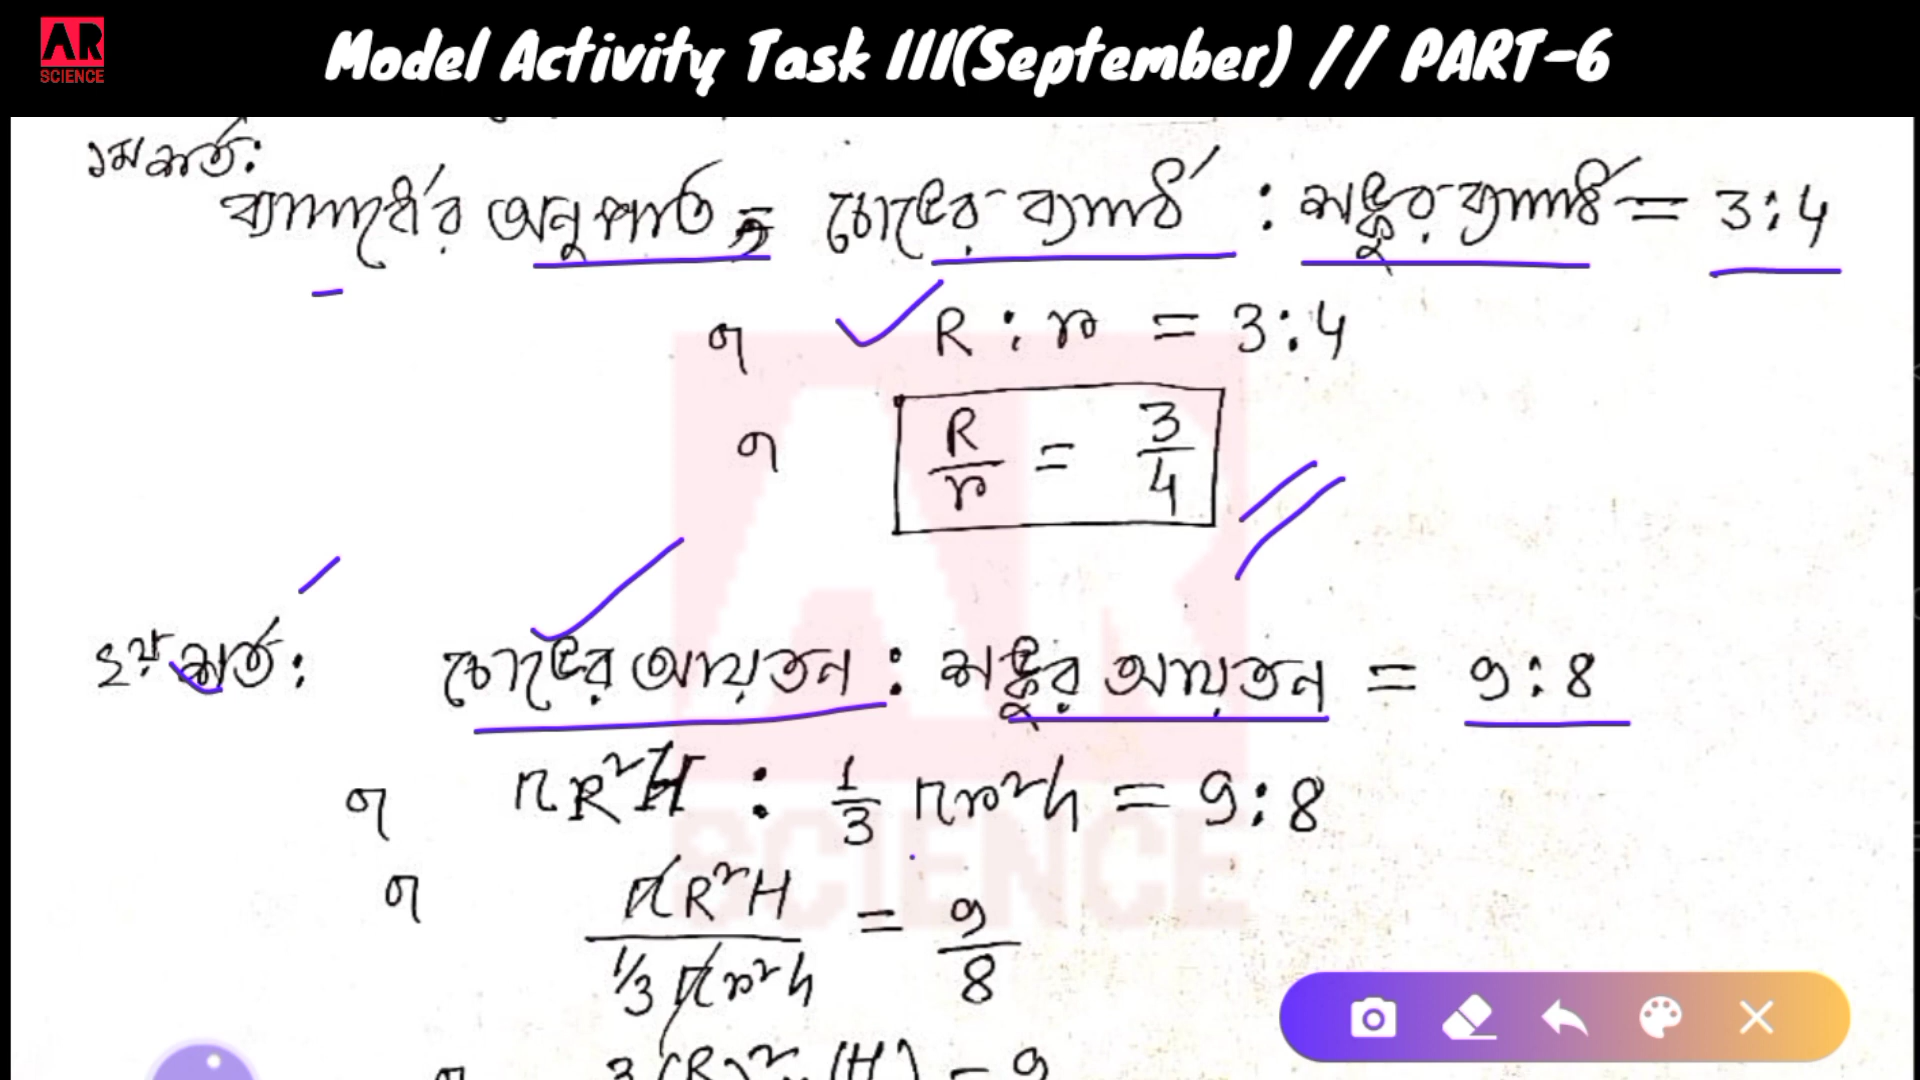 AR
SCIENCE
Model Activity Task III(September) // PART-6
১ম শর্ত:
ব্যাসার্ধের অনুপাত = চোঙের ব্যাসার্ধ : শঙ্কুর ব্যাসার্ধ = 3:4
বা R : r = 3:4
বা R/r = 3/4
২য় শর্ত: চোঙের আয়তন : শঙ্কুর আয়তন = 9:8
বা πR²H : 1/3 πr²h = 9:8
বা πR²H / 1/3 πr²h = 9/8